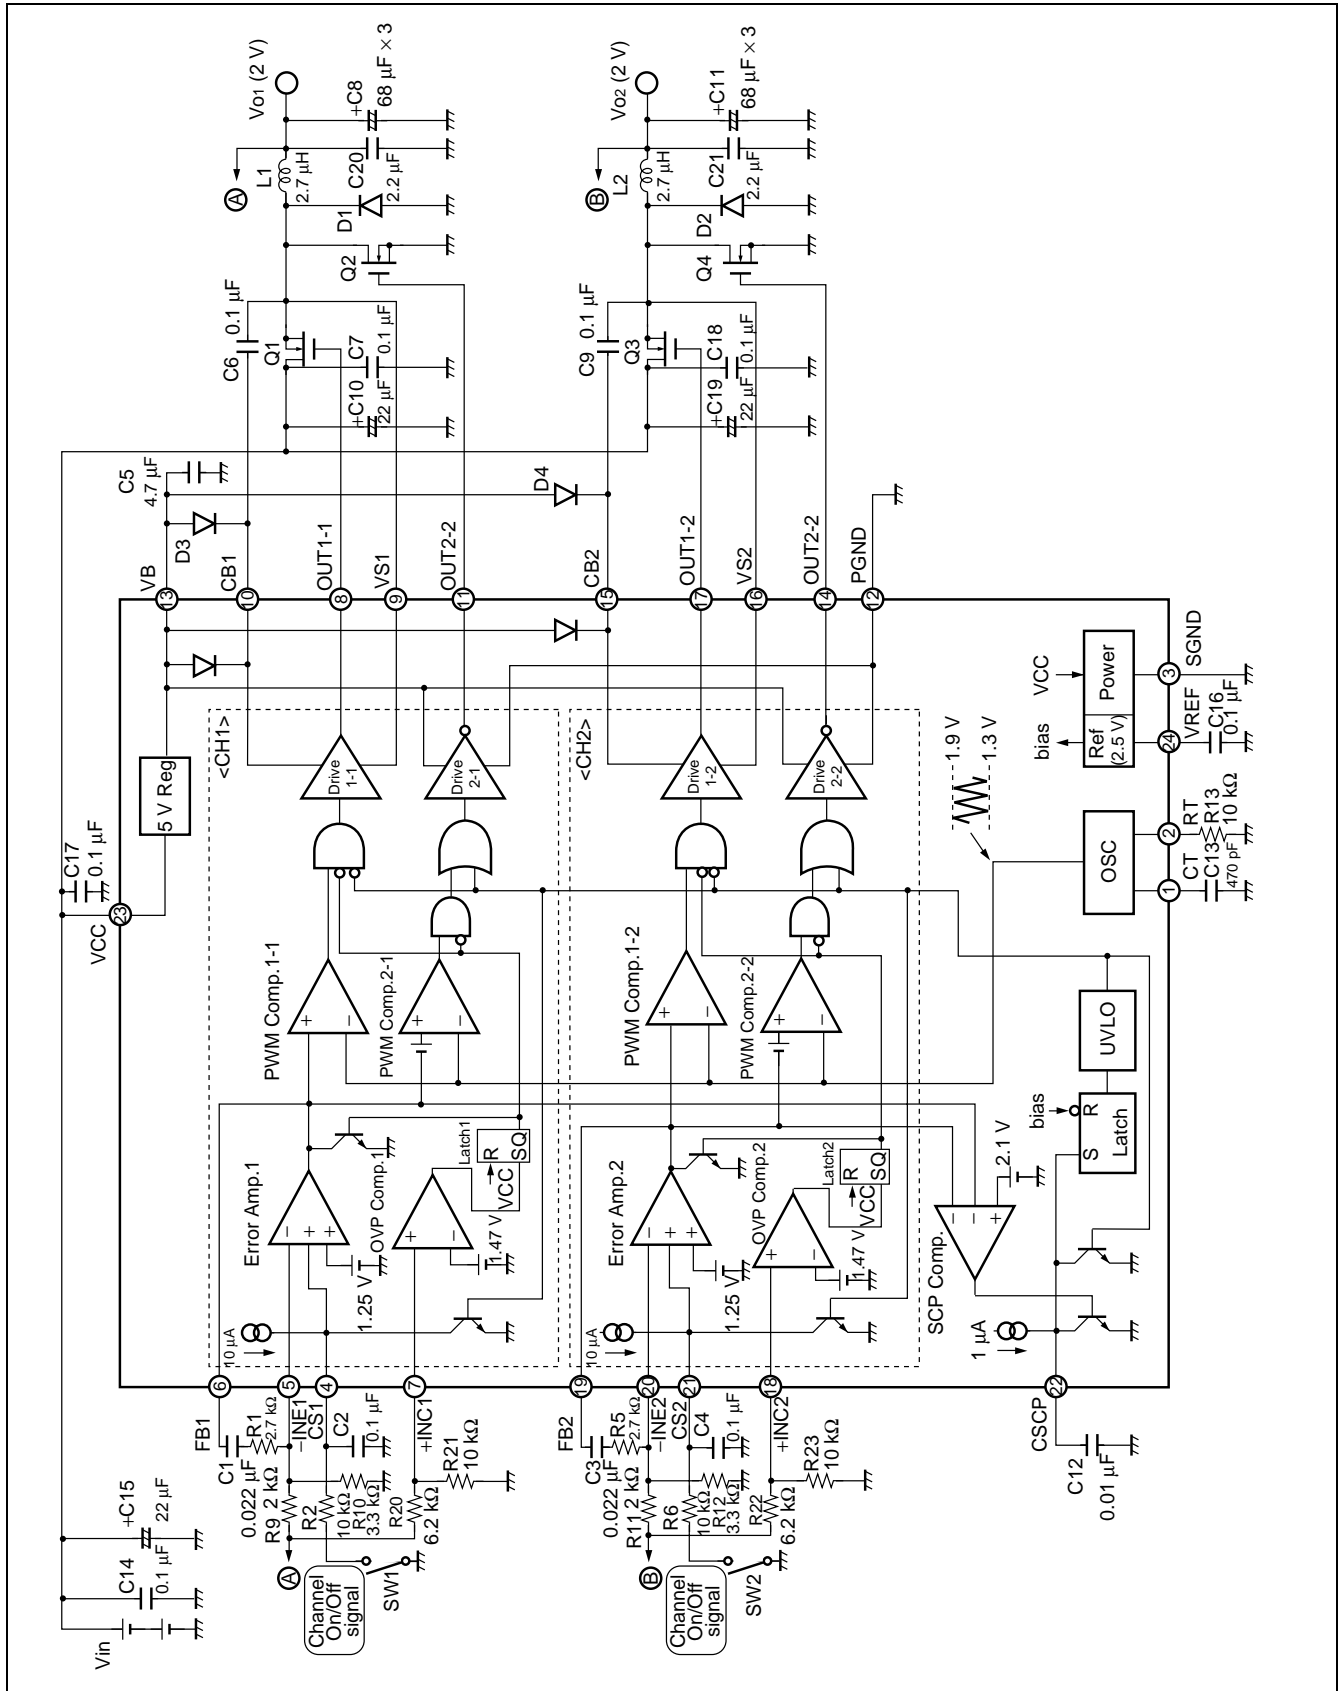 Vin
C14
0.1 µF
+C15
22 µF
VCC
23
C17
0.1 µF
5 V Reg
VB
13
C5
4.7 µF
D3
CB1
10
C6
0.1 µF
D4
OUT1-1
8
VS1
9
OUT2-2
11
Q1
+C10
22 µF
C7
0.1 µF
Q2
D1
L1
2.7 µH
C20
2.2 µF
+C8
68 µF × 3
Vo1 (2 V)
A
<CH1>
FB1
6
C1
0.022 µF
R1
2.7 kΩ
−INE1
5
CS1
4
C2
0.1 µF
R9 2 kΩ
R2
10 kΩ
R10
3.3 kΩ
R20
6.2 kΩ
+INC1
7
R21
10 kΩ
A
Channel
On/Off
signal
SW1
10 µA
Error Amp.1
−
+
+
1.25 V
OVP Comp.1
+
−
1.47 V
Latch1
R
SQ
VCC
PWM Comp.1-1
+
−
PWM Comp.2-1
+
−
Drive
1-1
Drive
2-1
<CH2>
FB2
19
C3
0.022 µF
R5
2.7 kΩ
−INE2
20
CS2
21
C4
0.1 µF
R11 2 kΩ
R6
10 kΩ
R12
3.3 kΩ
R22
6.2 kΩ
+INC2
18
R23
10 kΩ
B
Channel
On/Off
signal
SW2
10 µA
Error Amp.2
−
+
+
1.25 V
OVP Comp.2
+
−
1.47 V
Latch2
R
SQ
VCC
PWM Comp.1-2
+
−
PWM Comp.2-2
+
−
Drive
1-2
Drive
2-2
CB2
15
C9
0.1 µF
OUT1-2
17
VS2
16
OUT2-2
14
PGND
12
Q3
+C19
22 µF
C18
0.1 µF
Q4
D2
L2
2.7 µH
C21
2.2 µF
+C11
68 µF × 3
Vo2 (2 V)
B
SCP Comp.
−
−
+
2.1 V
1 µA
CSCP
22
C12
0.01 µF
bias
S
R
Latch
UVLO
1.9 V
1.3 V
OSC
CT
1
C13
470 pF
RT
2
R13
10 kΩ
bias
VCC
Ref
(2.5 V)
Power
VREF
24
C16
0.1 µF
SGND
3